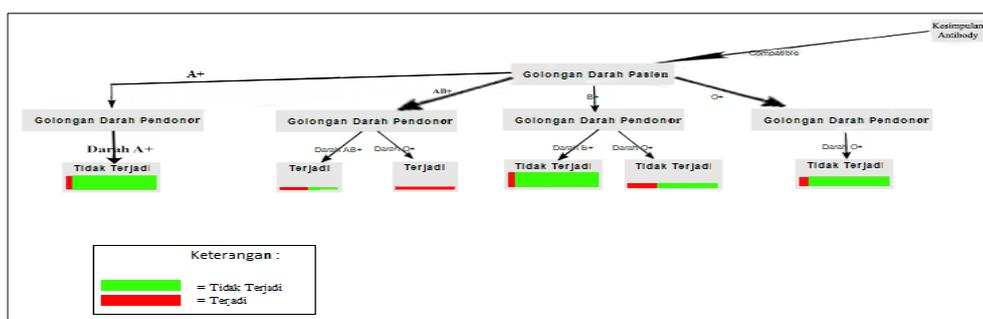 Kesimpulan
Antibody
Compatible
Golongan Darah Pasien
A+
AB+
B+
O+
Golongan Darah Pendonor
Golongan Darah Pendonor
Golongan Darah Pendonor
Golongan Darah Pendonor
Darah A+
Darah AB+
Darah O+
Darah B+
Darah O+
Darah O+
Tidak Terjadi
Terjadi
Terjadi
Tidak Terjadi
Tidak Terjadi
Tidak Terjadi
Keterangan :
= Tidak Terjadi
= Terjadi